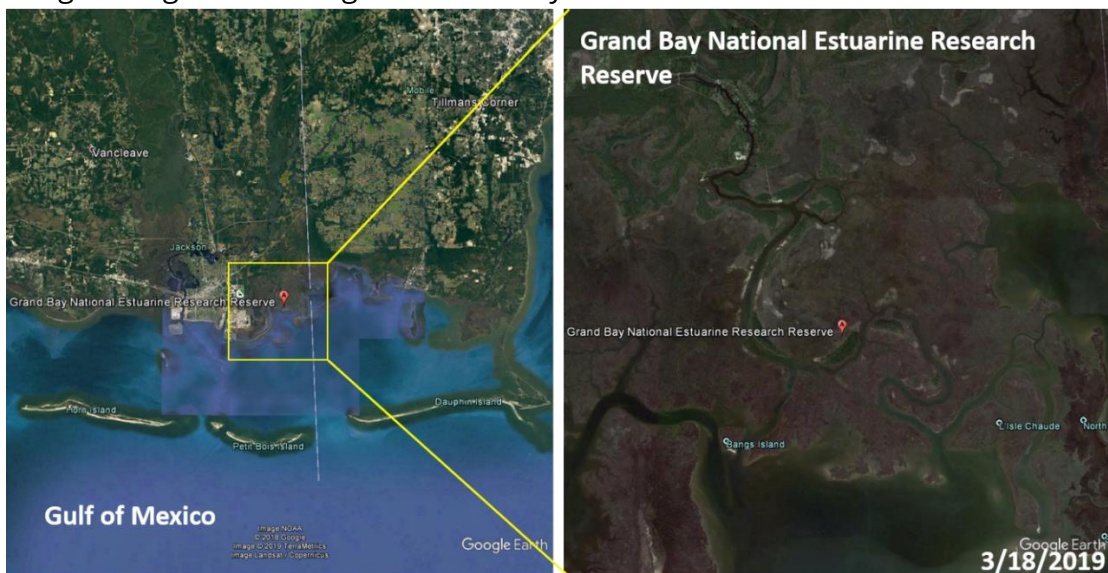 Mobile
Tillmans Corner
Vancleave
Jackson
Grand Bay National Estuarine Research Reserve
Horn Island
Dauphin Island
Petit Bois Island
Gulf of Mexico
Image NOAA
© 2018 Google
Image © 2019 TerraMetrics
Image Landsat / Copernicus
Google Earth
Grand Bay National Estuarine Research
Reserve
Grand Bay National Estuarine Research Reserve
L'Isle Chaude
North
Bangs Island
Google Earth
3/18/2019